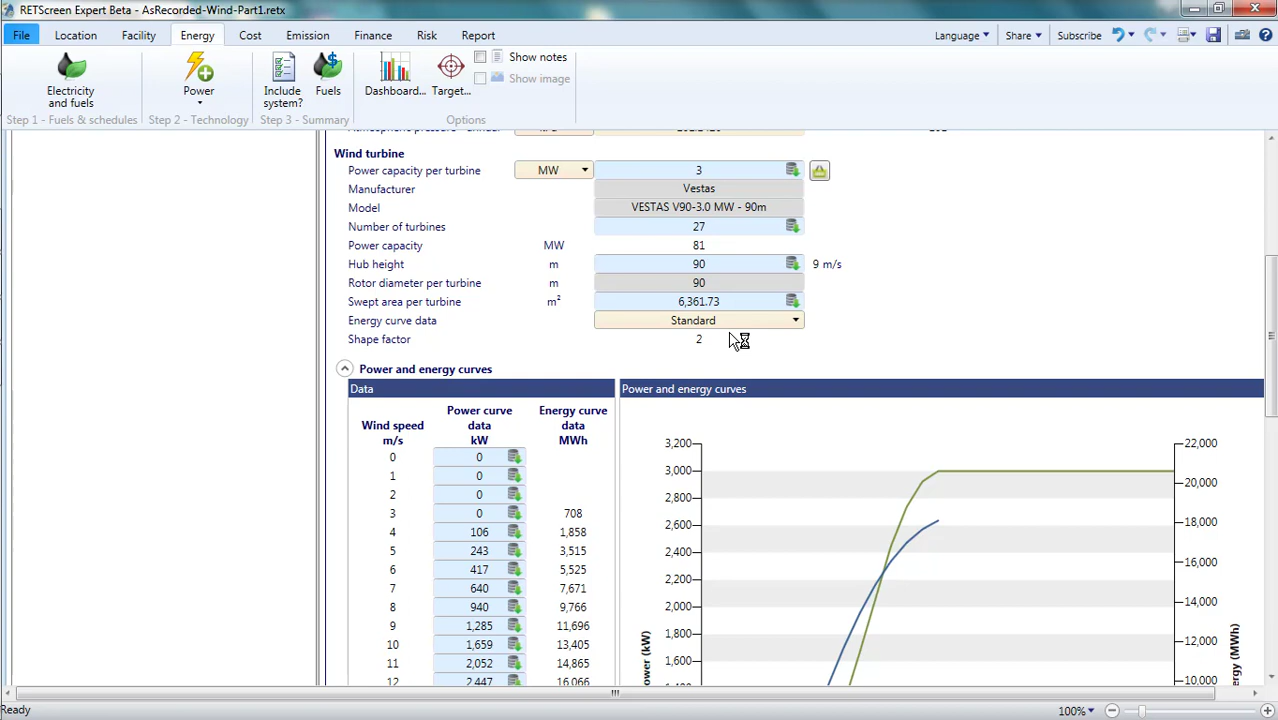 RETScreen Expert Beta - AsRecorded-Wind-Part1.retx
File Location Facility Energy Cost Emission Finance Risk Report Language Share Subscribe
Electricity and fuels
Step 1 - Fuels & schedules
Power
Step 2 - Technology
Include system?
Fuels
Step 3 - Summary
Dashboard...
Target...
Show notes
Show image
Options
Wind turbine
Power capacity per turbine MW 3
Manufacturer Vestas
Model VESTAS V90-3.0 MW - 90m
Number of turbines 27
Power capacity MW 81
Hub height m 90 9 m/s
Rotor diameter per turbine m 90
Swept area per turbine m² 6,361.73
Energy curve data Standard
Shape factor 2
Power and energy curves
Data
Wind speed m/s
Power curve data kW
Energy curve data MWh
0 0
1 0
2 0
3 0 708
4 106 1,858
5 243 3,515
6 417 5,525
7 640 7,671
8 940 9,766
9 1,285 11,696
10 1,659 13,405
11 2,052 14,865
12 2,447 16,066
Power and energy curves
3,200 22,000
3,000 20,000
2,800 18,000
2,600 16,000
2,400 14,000
2,200 12,000
2,000 10,000
1,800
1,600
(kW)
(MWh)
Ready
100%